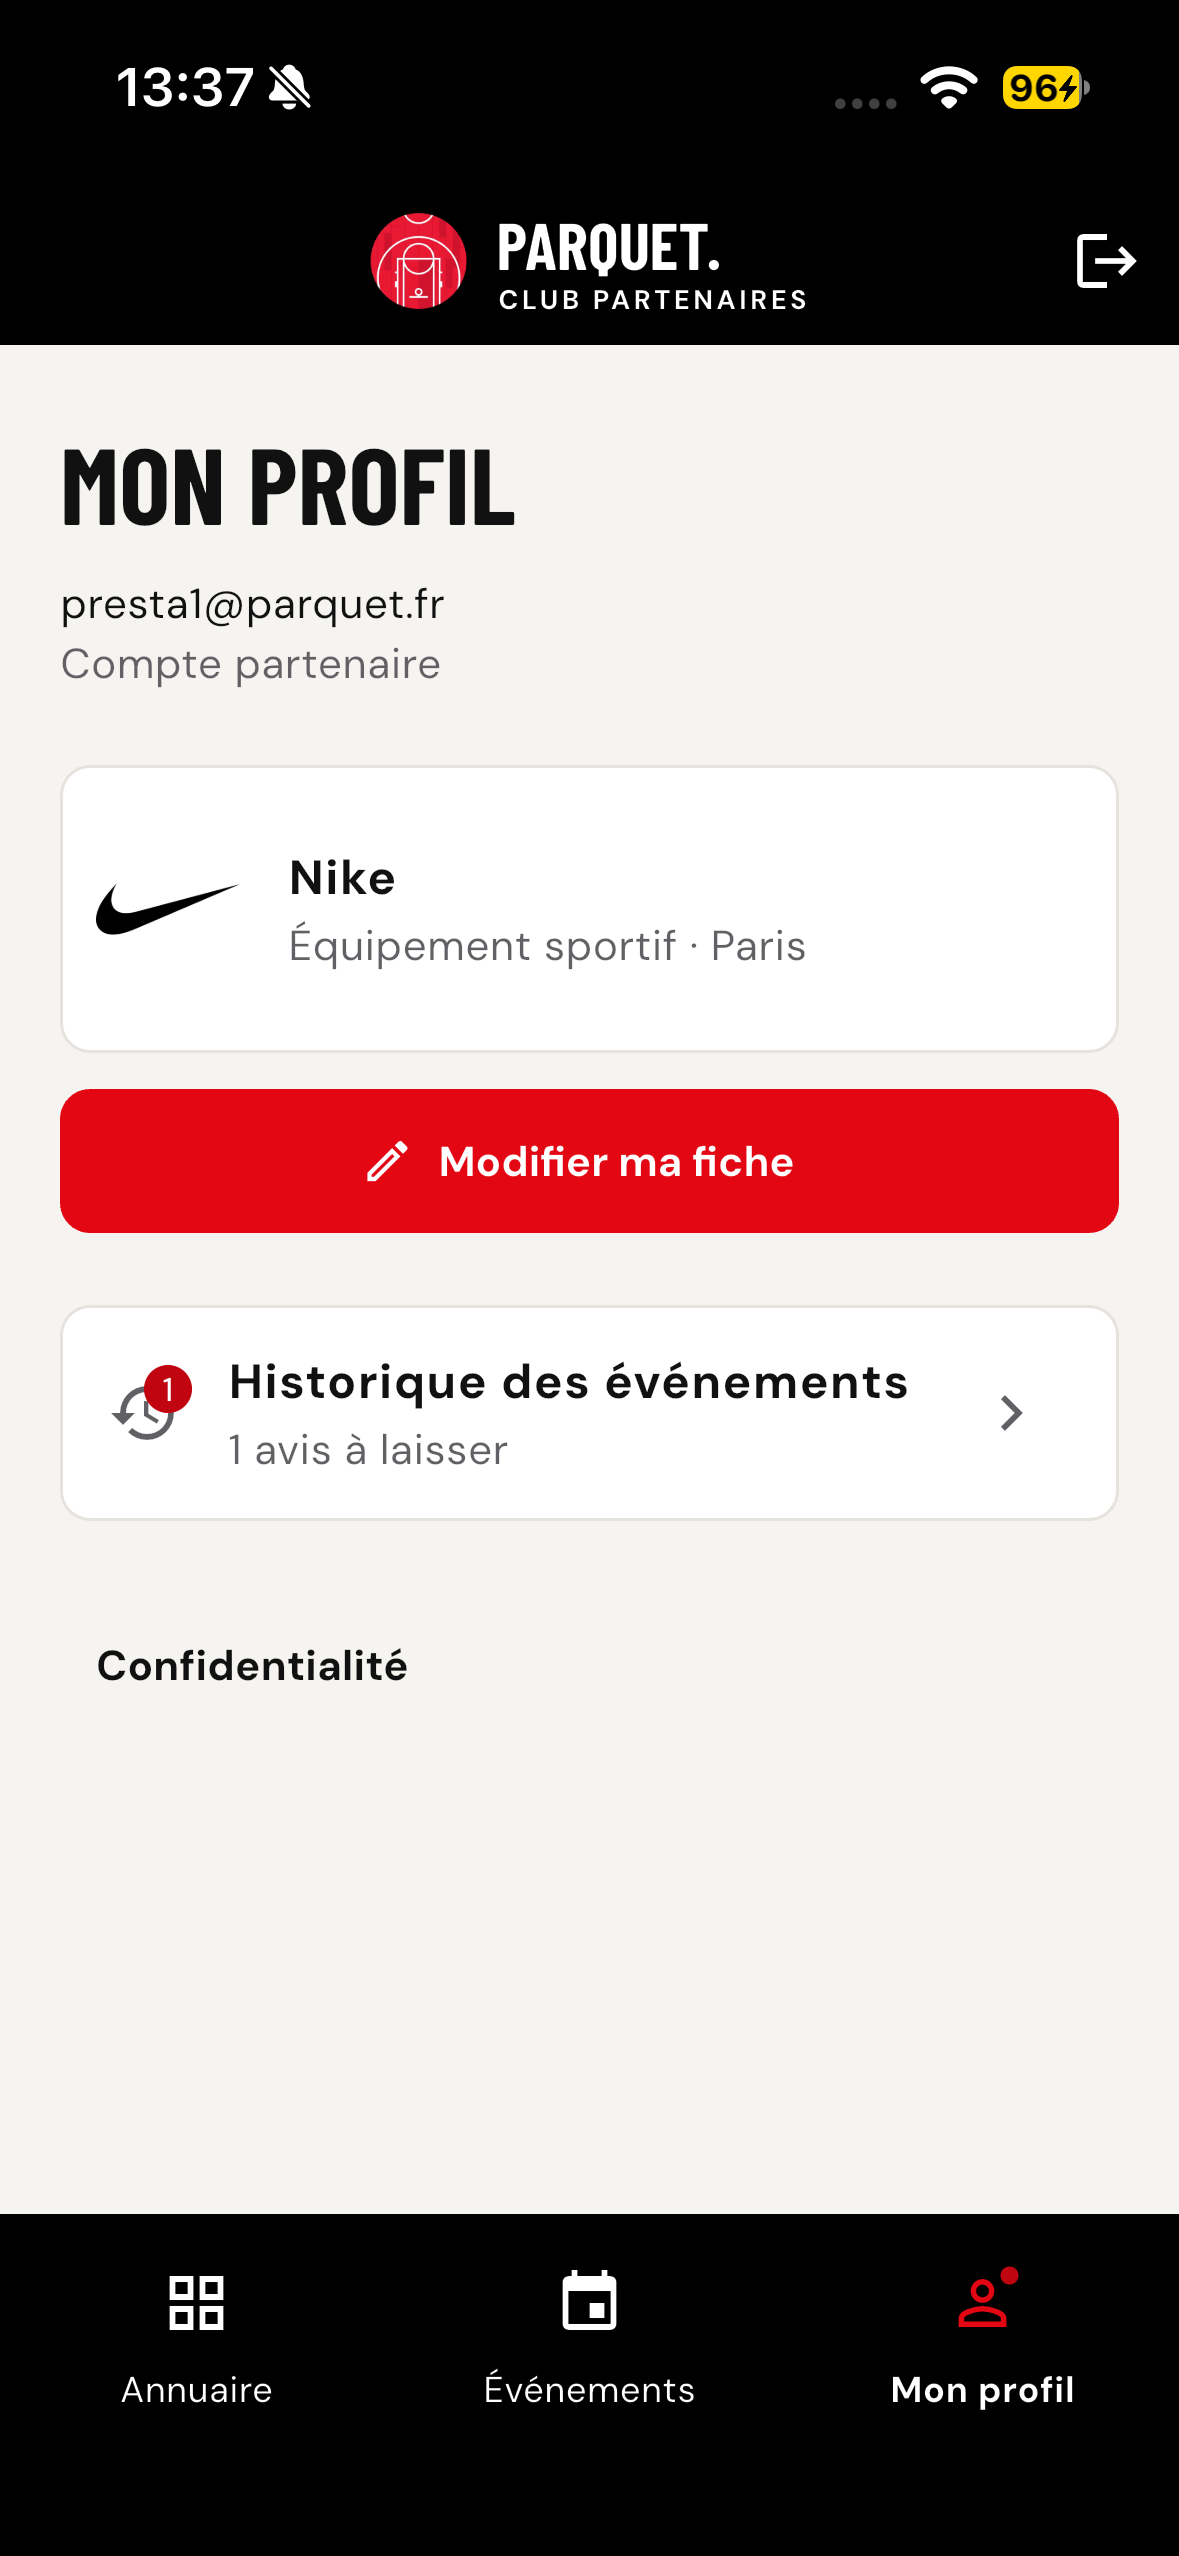 13:37
96
PARQUET.
CLUB PARTENAIRES
MON PROFIL
presta1@parquet.fr
Compte partenaire
Nike
Équipement sportif · Paris
Modifier ma fiche
1
Historique des événements
1 avis à laisser
Confidentialité
Annuaire
Événements
Mon profil